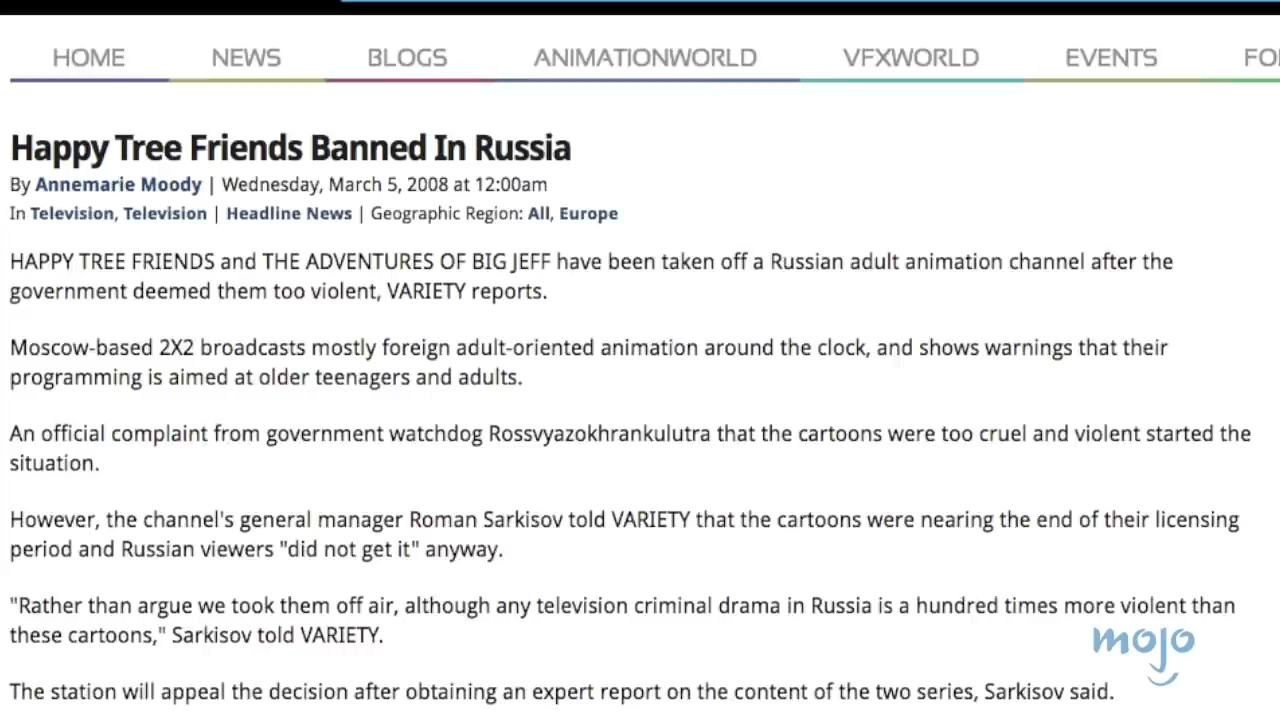 HOME NEWS BLOGS ANIMATIONWORLD VFXWORLD EVENTS FO
Happy Tree Friends Banned In Russia
By Annemarie Moody | Wednesday, March 5, 2008 at 12:00am
In Television, Television | Headline News | Geographic Region: All, Europe
HAPPY TREE FRIENDS and THE ADVENTURES OF BIG JEFF have been taken off a Russian adult animation channel after the
government deemed them too violent, VARIETY reports.
Moscow-based 2X2 broadcasts mostly foreign adult-oriented animation around the clock, and shows warnings that their
programming is aimed at older teenagers and adults.
An official complaint from government watchdog Rossvyazokhrankulutra that the cartoons were too cruel and violent started the
situation.
However, the channel's general manager Roman Sarkisov told VARIETY that the cartoons were nearing the end of their licensing
period and Russian viewers "did not get it" anyway.
"Rather than argue we took them off air, although any television criminal drama in Russia is a hundred times more violent than
these cartoons," Sarkisov told VARIETY.
mojo
The station will appeal the decision after obtaining an expert report on the content of the two series, Sarkisov said.